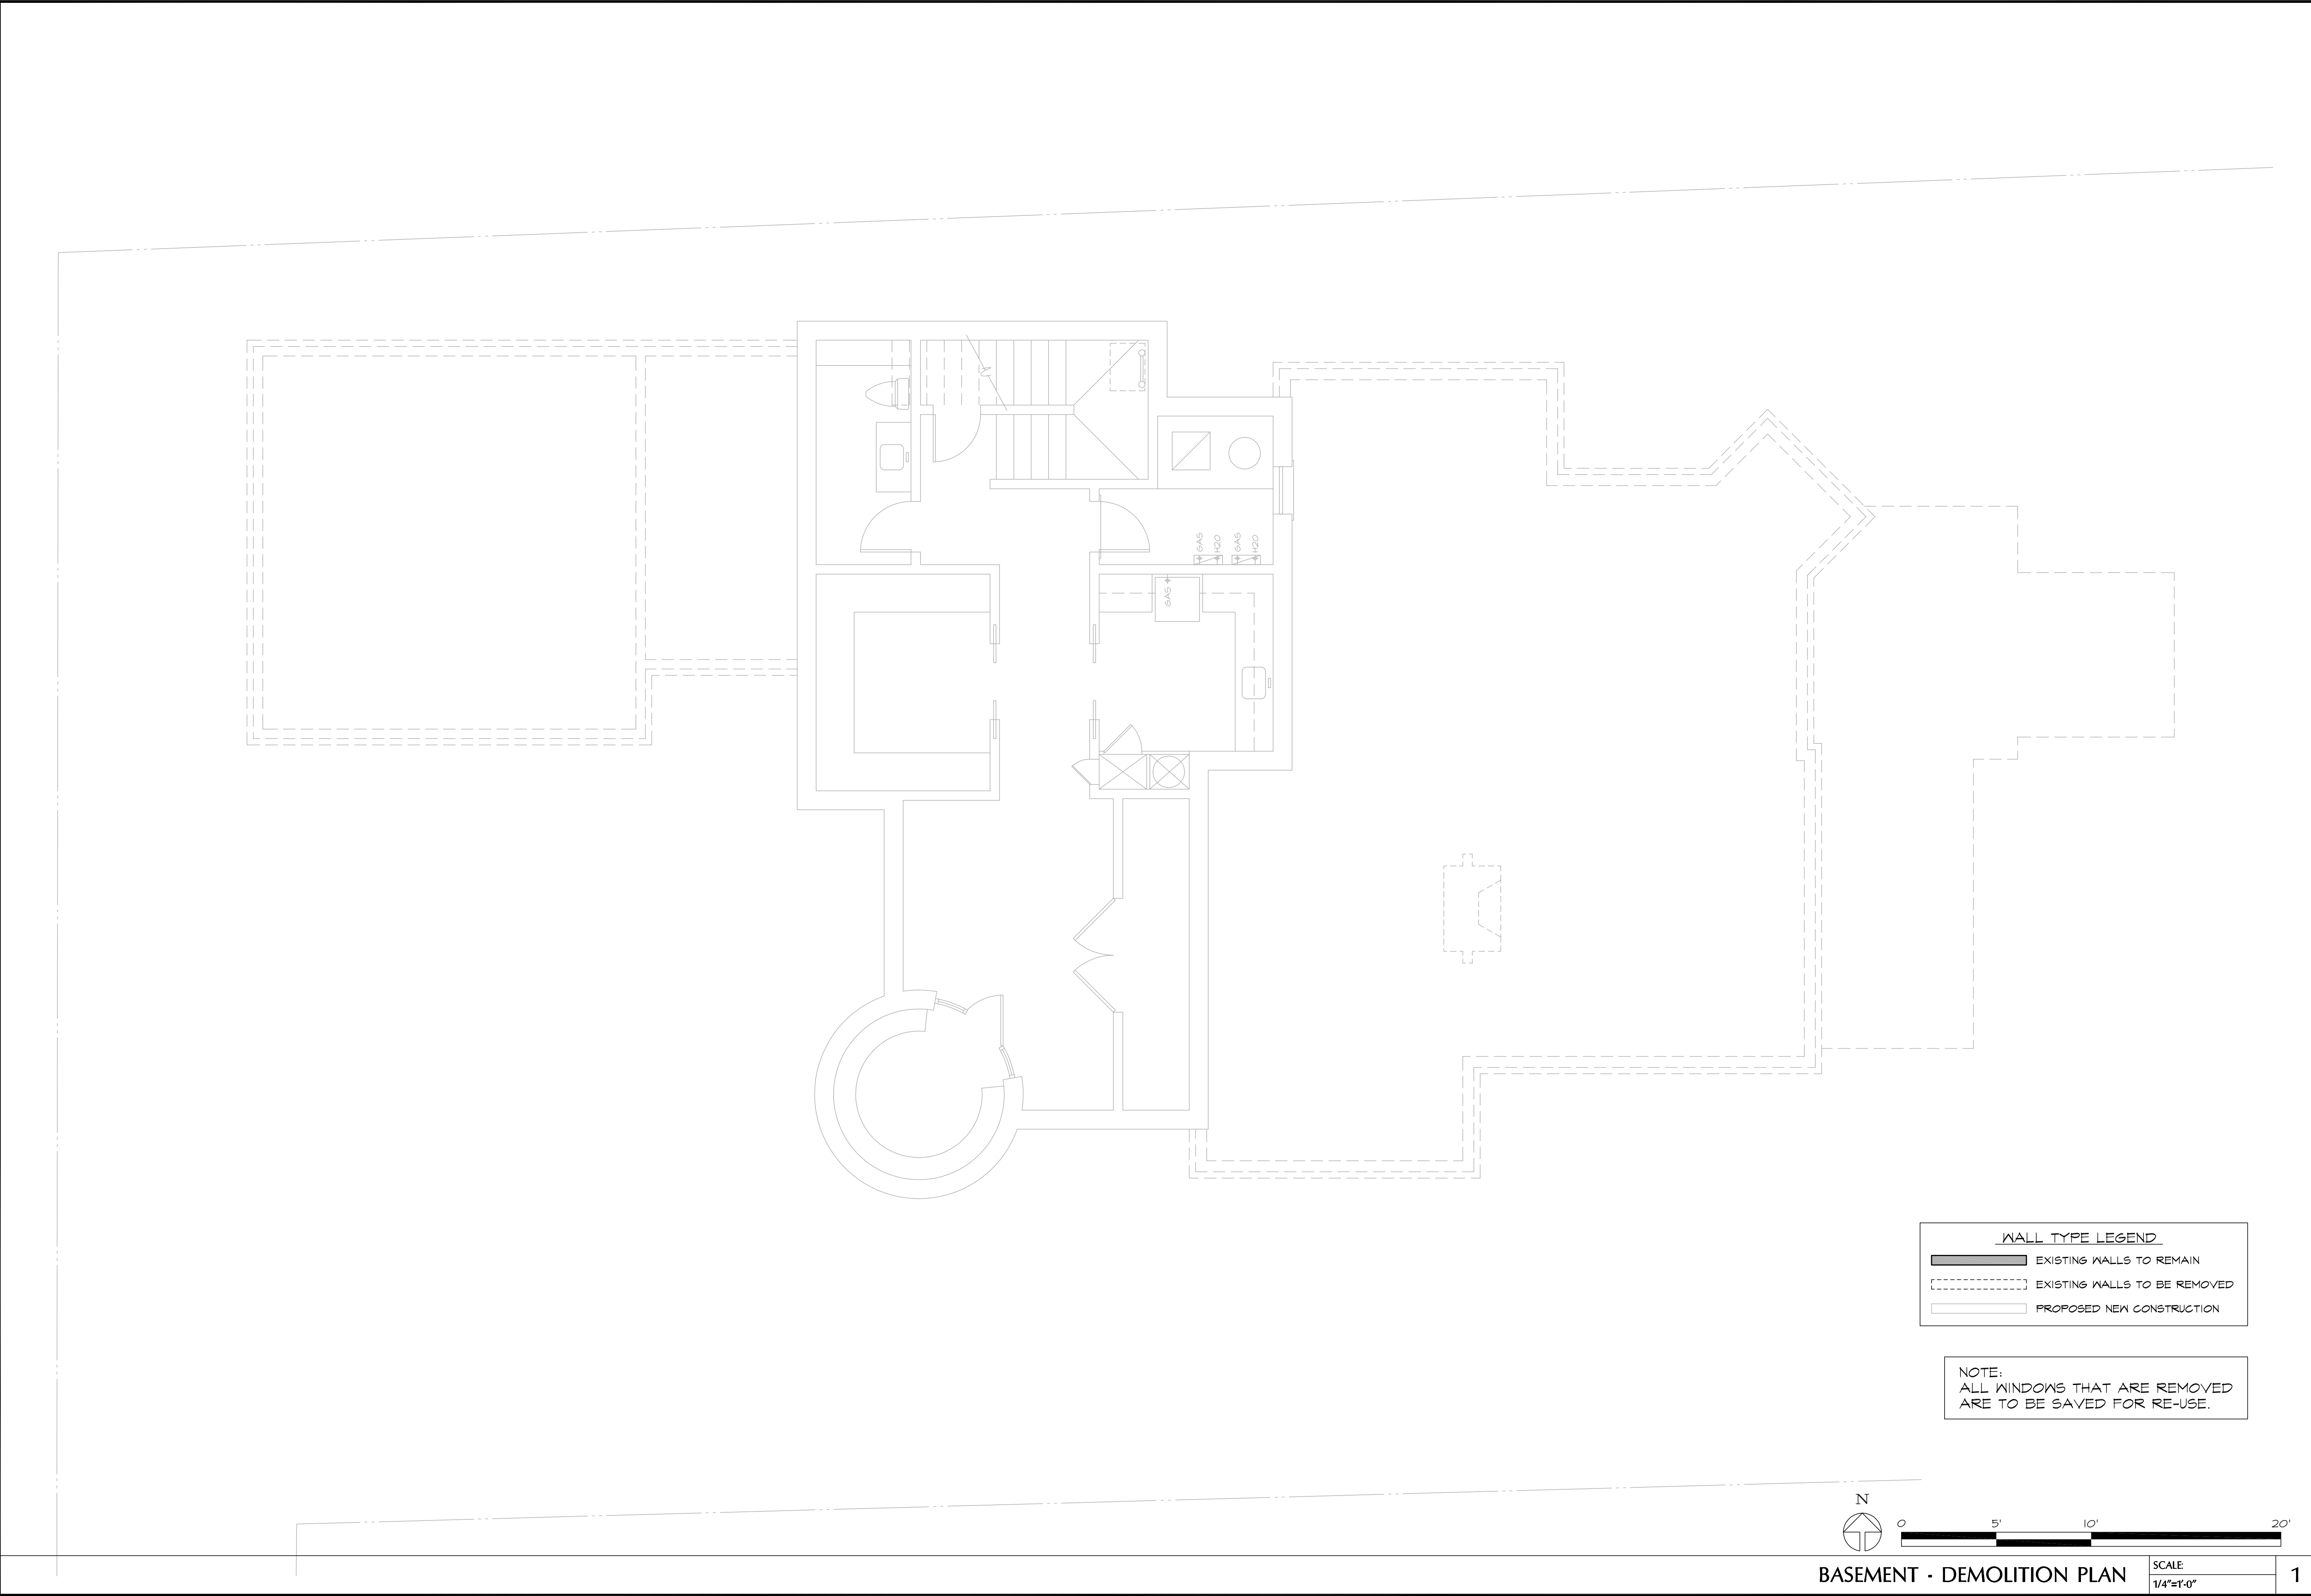 GAS
H2O
GAS
H2O
GAS
WALL TYPE LEGEND
EXISTING WALLS TO REMAIN
EXISTING WALLS TO BE REMOVED
PROPOSED NEW CONSTRUCTION
NOTE:
ALL WINDOWS THAT ARE REMOVED
ARE TO BE SAVED FOR RE-USE.
N
0 5' 10' 20'
BASEMENT - DEMOLITION PLAN
SCALE:
1/4"=1'-0"
1